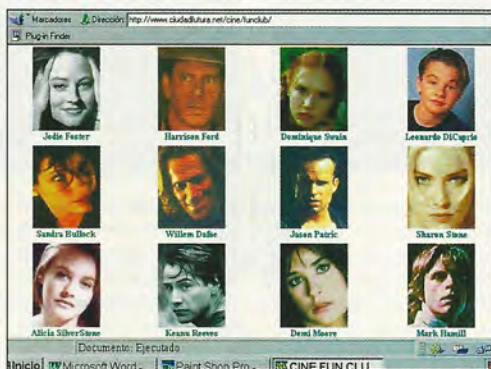 Marcadores Dirección: http://www.ciudadfutura.net/cine/funclub/
Plug-in Finder
Jodie Foster Harrison Ford Dominique Swain Leonardo DiCaprio
Sandra Bullock Willem Dafoe Jason Patric Sharon Stone
Alicia SilverStone Keanu Reeves Demi Moore Mark Hamill
Documento: Ejecutado
Inicio Microsoft Word - Paint Shop Pro - CINE FUN CLU